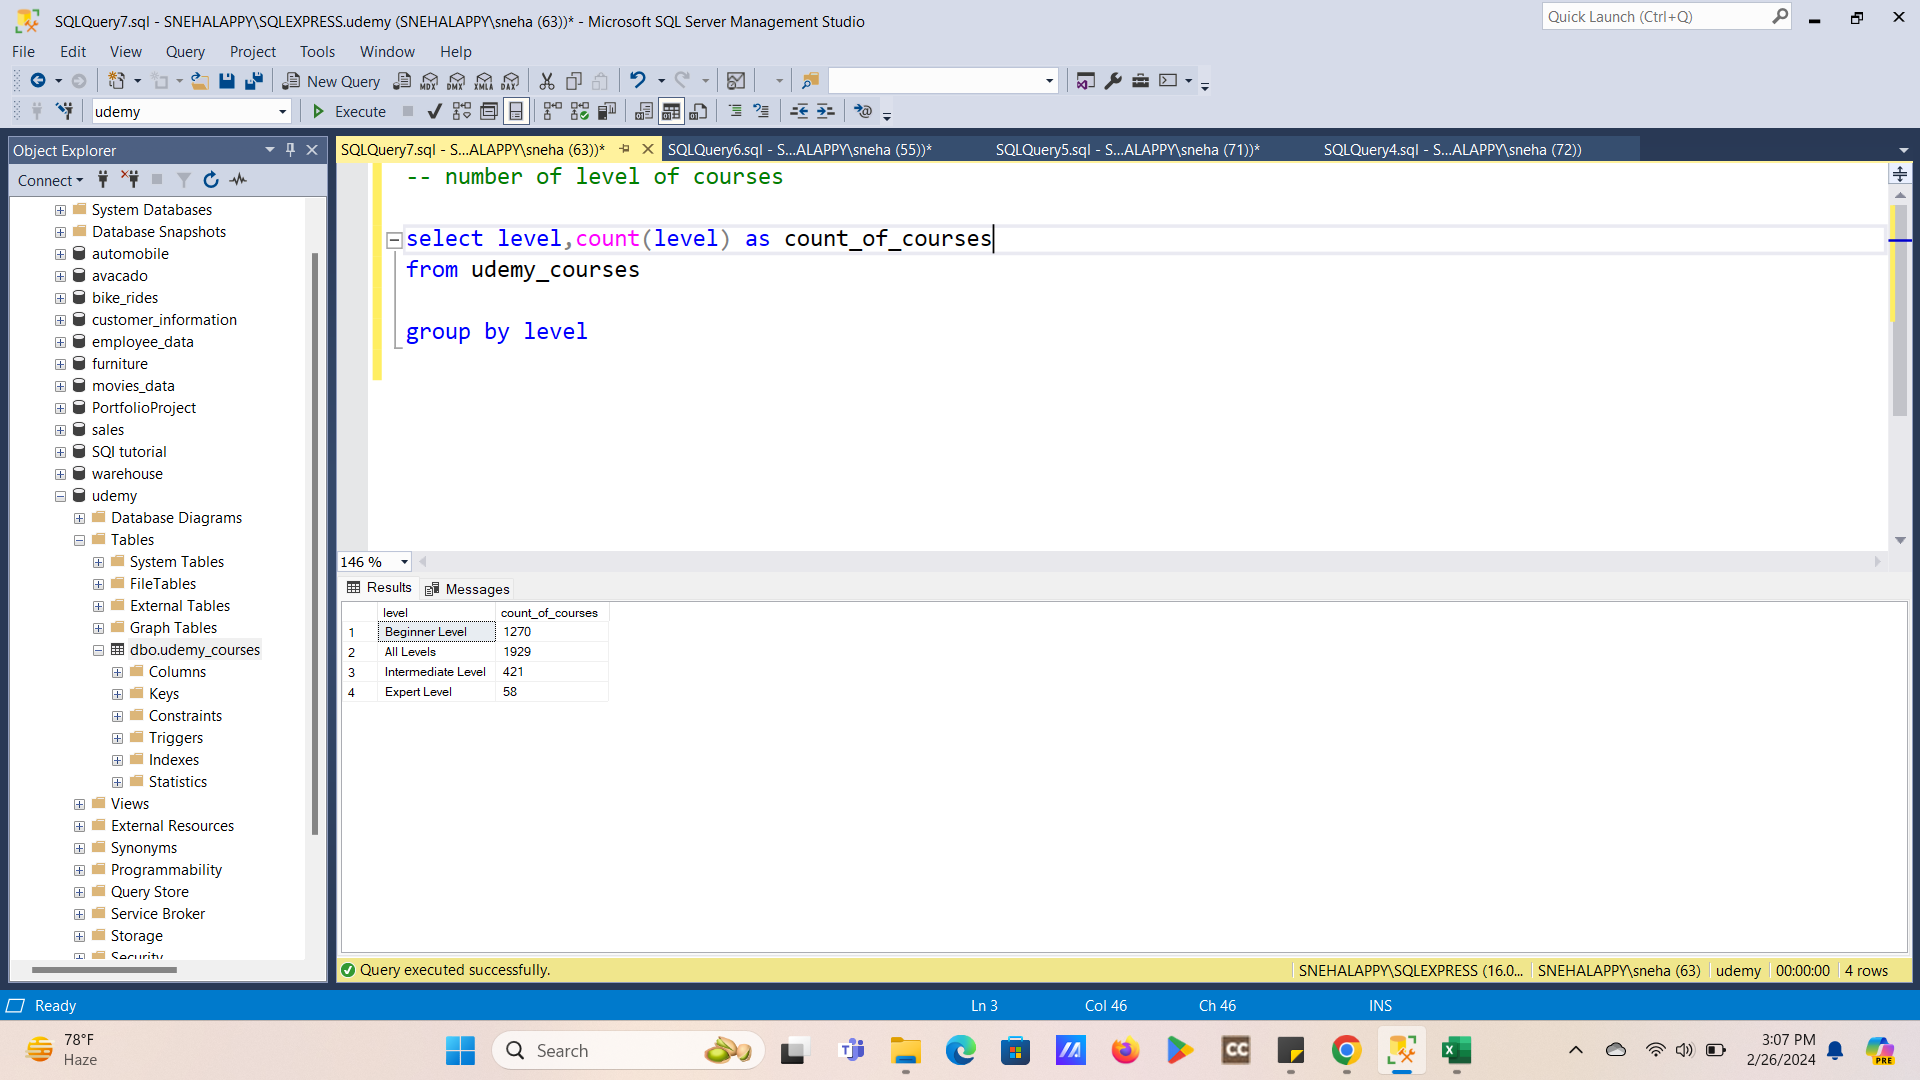 SQLQuery7.sql - SNEHALAPPY\SQLEXPRESS.udemy (SNEHALAPPY\sneha (63))* - Microsoft SQL Server Management Studio
Quick Launch (Ctrl+Q)
File Edit View Query Project Tools Window Help
New Query MDX DMX XMLA DAX
udemy Execute
Object Explorer
Connect
System Databases
Database Snapshots
automobile
avacado
bike_rides
customer_information
employee_data
furniture
movies_data
PortfolioProject
sales
SQl tutorial
warehouse
udemy
Database Diagrams
Tables
System Tables
FileTables
External Tables
Graph Tables
dbo.udemy_courses
Columns
Keys
Constraints
Triggers
Indexes
Statistics
Views
External Resources
Synonyms
Programmability
Query Store
Service Broker
Storage
Security
SQLQuery7.sql - S...ALAPPY\sneha (63))* SQLQuery6.sql - S...ALAPPY\sneha (55))* SQLQuery5.sql - S...ALAPPY\sneha (71))* SQLQuery4.sql - S...ALAPPY\sneha (72))
-- number of level of courses
select level,count(level) as count_of_courses
from udemy_courses
group by level
146 %
Results Messages
level count_of_courses
1 Beginner Level 1270
2 All Levels 1929
3 Intermediate Level 421
4 Expert Level 58
Query executed successfully. SNEHALAPPY\SQLEXPRESS (16.0... SNEHALAPPY\sneha (63) udemy 00:00:00 4 rows
Ready Ln 3 Col 46 Ch 46 INS
78°F
Haze
Search
CC
3:07 PM
2/26/2024
PRE